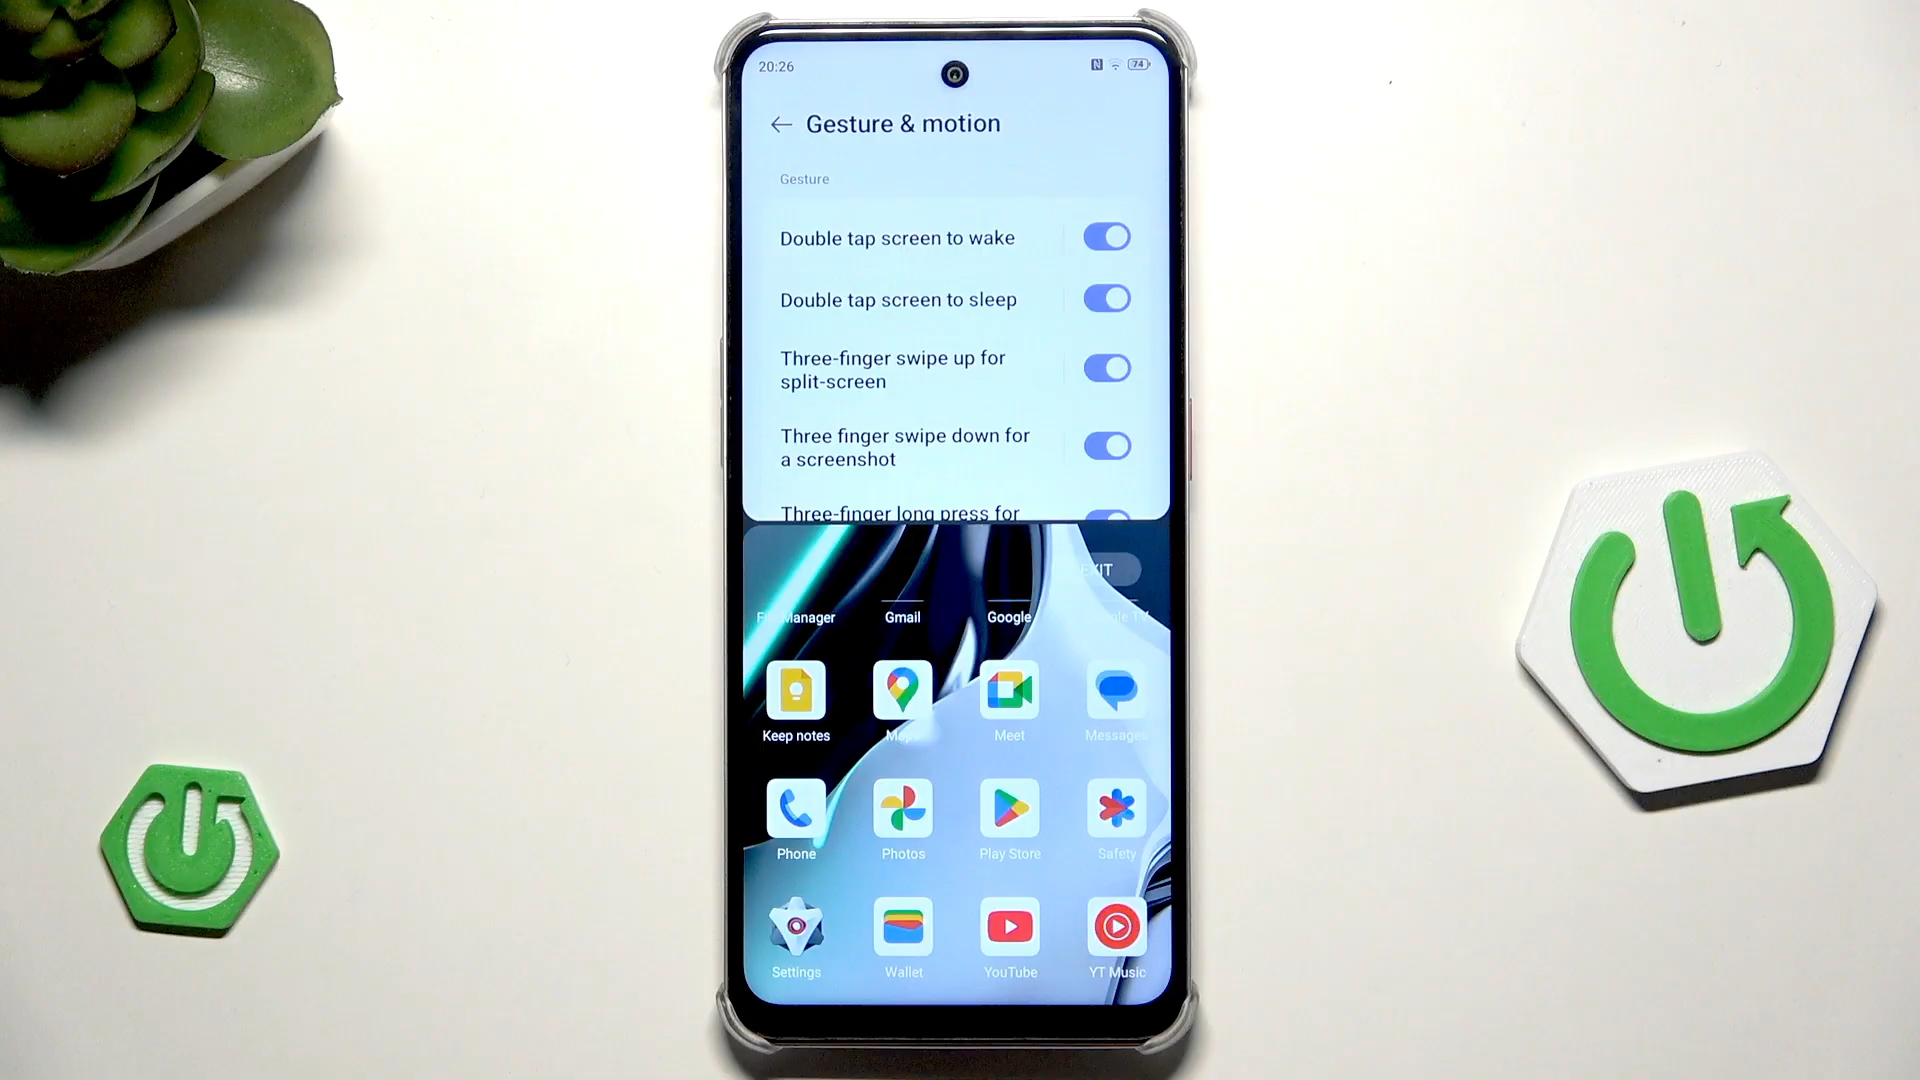 20:26
74
Gesture & motion
Gesture
Double tap screen to wake
Double tap screen to sleep
Three-finger swipe up for
split-screen
Three finger swipe down for
a screenshot
Three-finger long press for
EXIT
Manager
Gmail
Google
TV
Keep notes
Maps
Meet
Messages
Phone
Photos
Play Store
Safety
Settings
Wallet
YouTube
YT Music